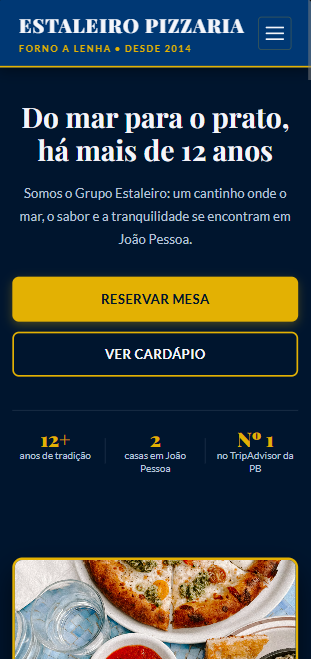 ESTALEIRO PIZZARIA
FORNO A LENHA • DESDE 2014
Do mar para o prato,
há mais de 12 anos
Somos o Grupo Estaleiro: um cantinho onde o
mar, o sabor e a tranquilidade se encontram em
João Pessoa.
RESERVAR MESA
VER CARDÁPIO
12+
anos de tradição
2
casas em João
Pessoa
Nº 1
no TripAdvisor da
PB